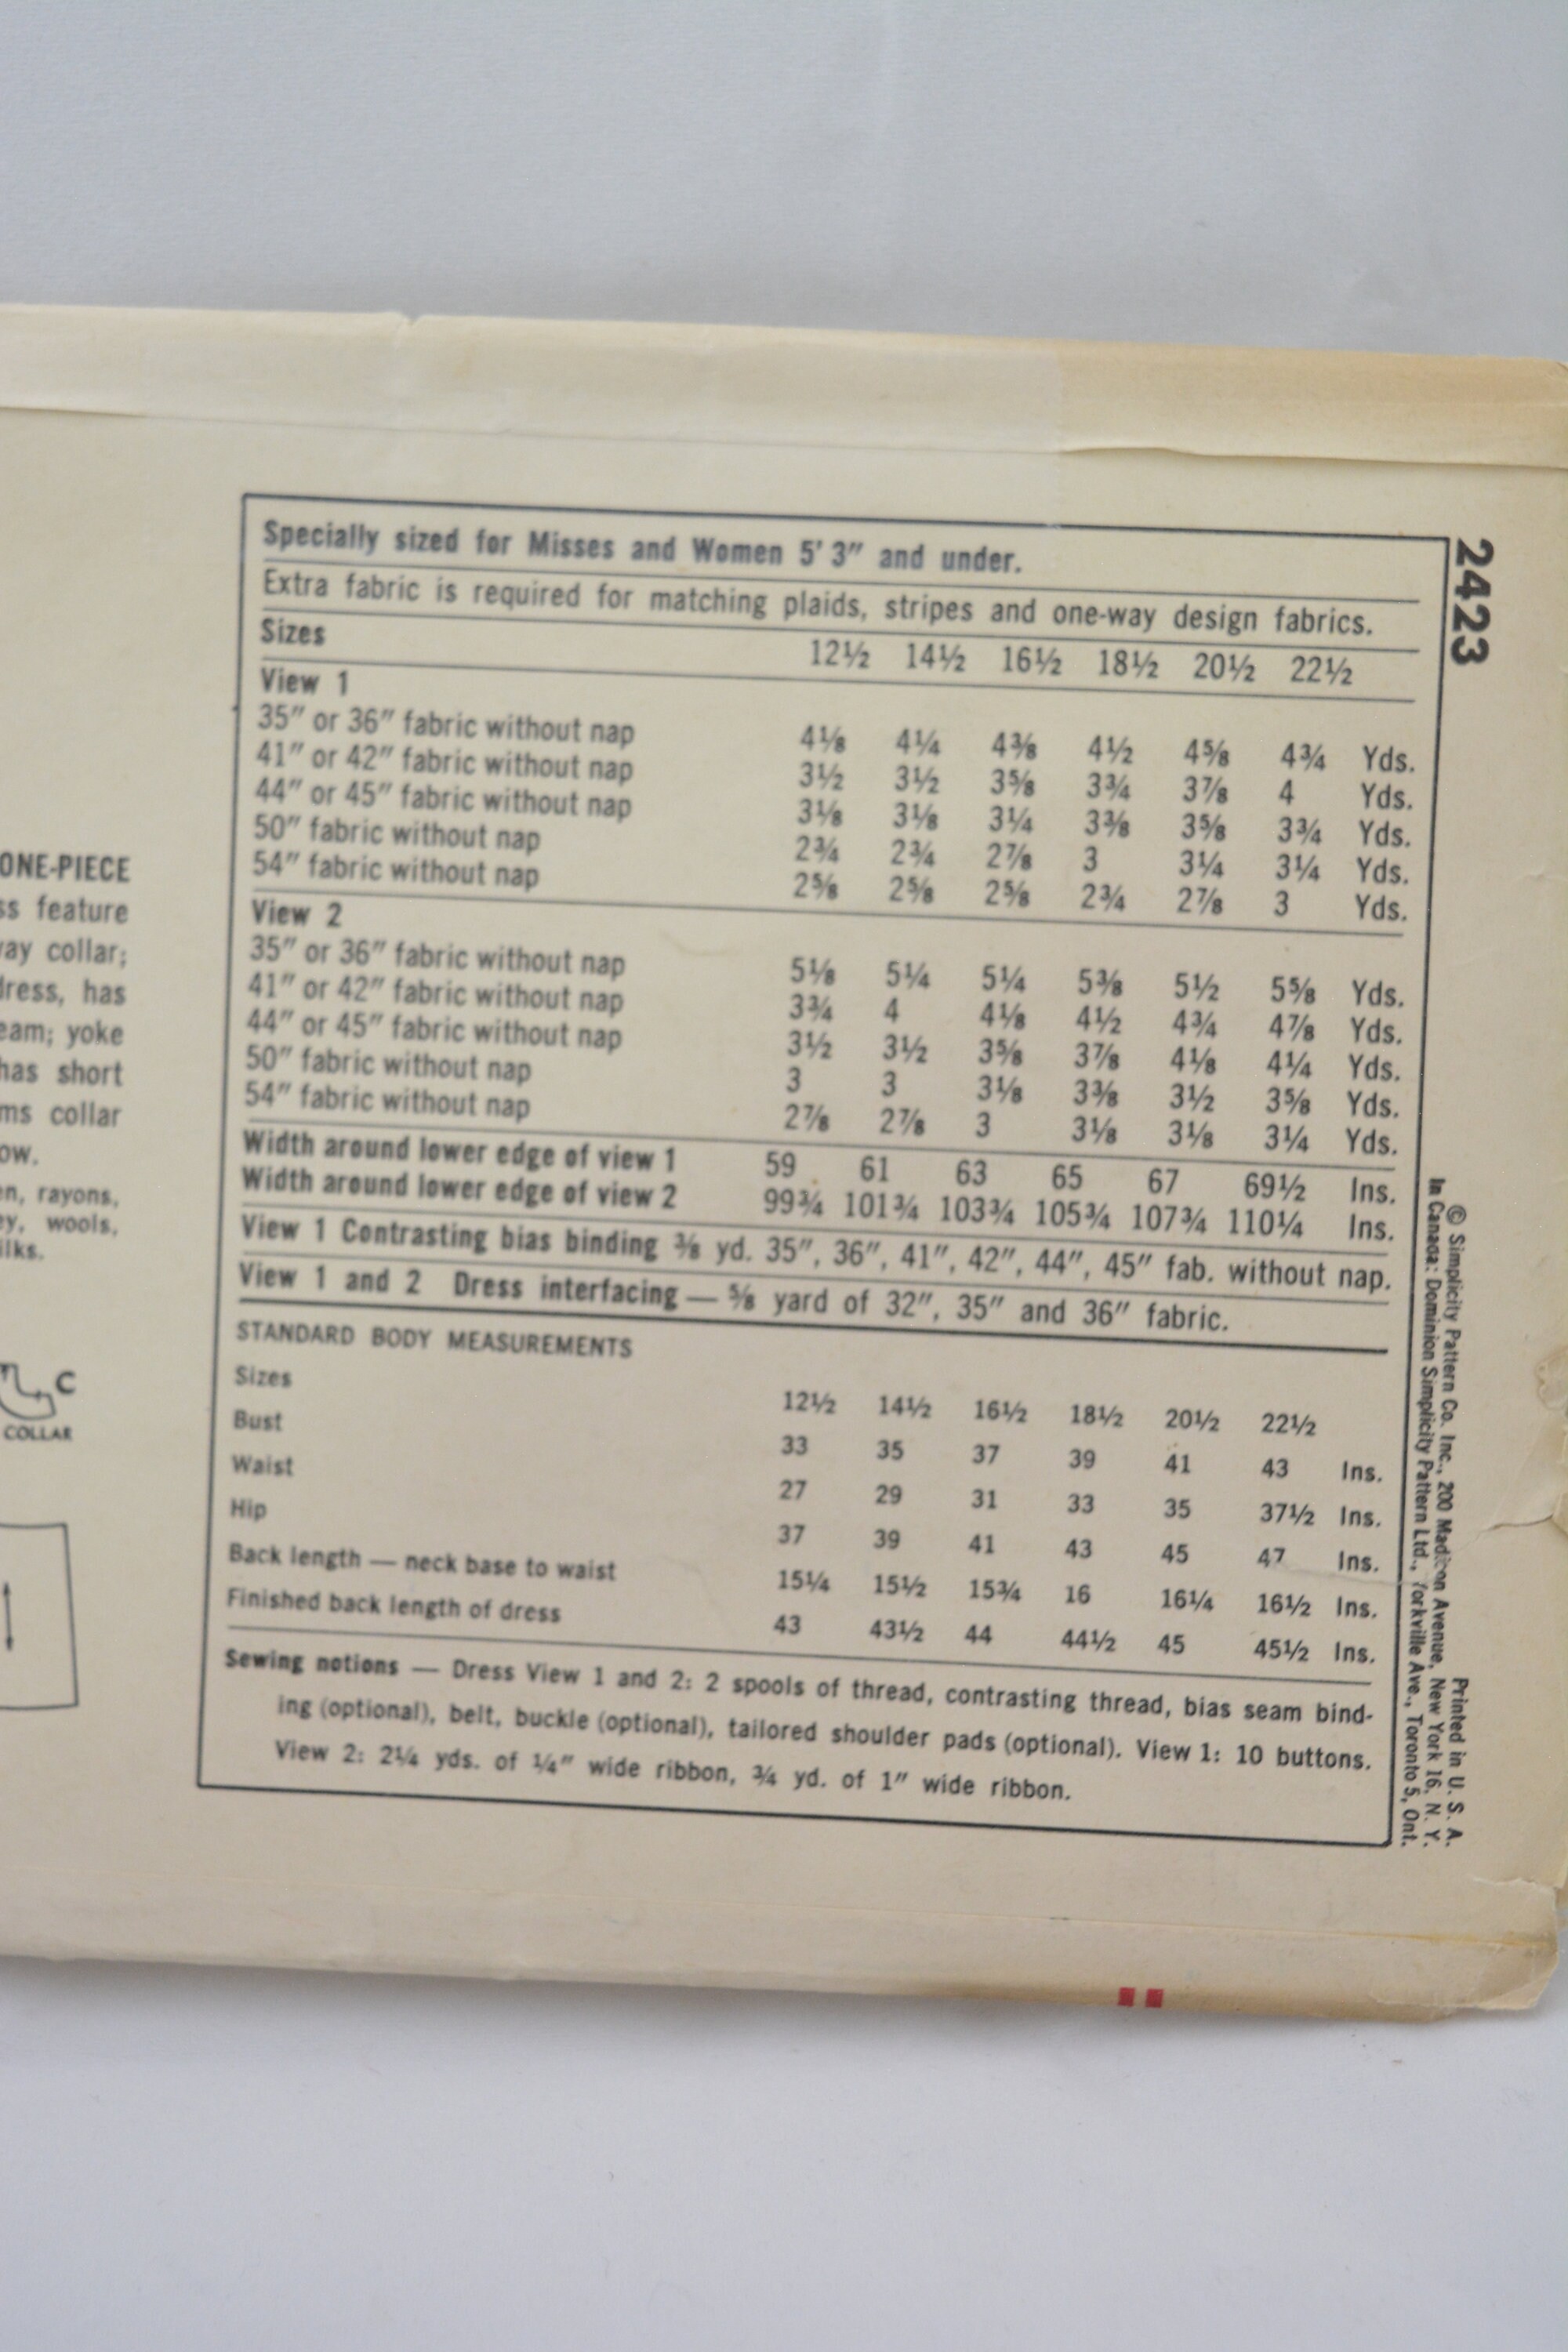 ONE-PIECE
ss feature
way collar;
dress, has
eam; yoke
has short
ms collar
ow.
en, rayons,
ey, wools,
ilks.
C
COLLAR
Specially sized for Misses and Women 5' 3" and under.
Extra fabric is required for matching plaids, stripes and one-way design fabrics.
Sizes 12½ 14½ 16½ 18½ 20½ 22½
View 1
35" or 36" fabric without nap 4⅛ 4¼ 4⅜ 4½ 4⅝ 4¾ Yds.
41" or 42" fabric without nap 3½ 3½ 3⅝ 3¾ 3⅞ 4 Yds.
44" or 45" fabric without nap 3⅛ 3⅛ 3¼ 3⅜ 3⅝ 3¾ Yds.
50" fabric without nap 2¾ 2¾ 2⅞ 3 3¼ 3¼ Yds.
54" fabric without nap 2⅝ 2⅝ 2⅝ 2¾ 2⅞ 3 Yds.
View 2
35" or 36" fabric without nap 5⅛ 5¼ 5¼ 5⅜ 5½ 5⅝ Yds.
41" or 42" fabric without nap 3¾ 4 4⅛ 4½ 4¾ 4⅞ Yds.
44" or 45" fabric without nap 3½ 3½ 3⅝ 3⅞ 4⅛ 4¼ Yds.
50" fabric without nap 3 3 3⅛ 3⅜ 3½ 3⅝ Yds.
54" fabric without nap 2⅞ 2⅞ 3 3⅛ 3⅛ 3¼ Yds.
Width around lower edge of view 1 59 61 63 65 67 69½ Ins.
Width around lower edge of view 2 99¾ 101¾ 103¾ 105¾ 107¾ 110¼ Ins.
View 1 Contrasting bias binding ⅜ yd. 35", 36", 41", 42", 44", 45" fab. without nap.
View 1 and 2 Dress interfacing — ⅝ yard of 32", 35" and 36" fabric.
STANDARD BODY MEASUREMENTS
Sizes 12½ 14½ 16½ 18½ 20½ 22½
Bust 33 35 37 39 41 43 Ins.
Waist 27 29 31 33 35 37½ Ins.
Hip 37 39 41 43 45 47 Ins.
Back length — neck base to waist 15¼ 15½ 15¾ 16 16¼ 16½ Ins.
Finished back length of dress 43 43½ 44 44½ 45 45½ Ins.
Sewing notions — Dress View 1 and 2: 2 spools of thread, contrasting thread, bias seam bind-
ing (optional), belt, buckle (optional), tailored shoulder pads (optional). View 1: 10 buttons.
View 2: 2¼ yds. of ¼" wide ribbon, ¾ yd. of 1" wide ribbon.
2423
© Simplicity Pattern Co. Inc., 200 Madison Avenue, New York 16, N. Y.
In Canada: Dominion Simplicity Pattern Ltd., Yorkville Ave., Toronto 5, Ont.
Printed in U. S. A.